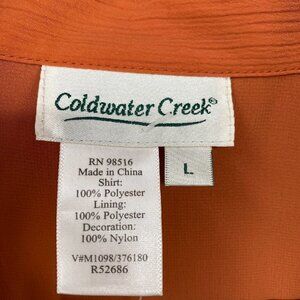 Coldwater Creek®
L
RN 98516
Made in China
Shirt:
100% Polyester
Lining:
100% Polyester
Decoration:
100% Nylon
V#M1098/376180
R52686